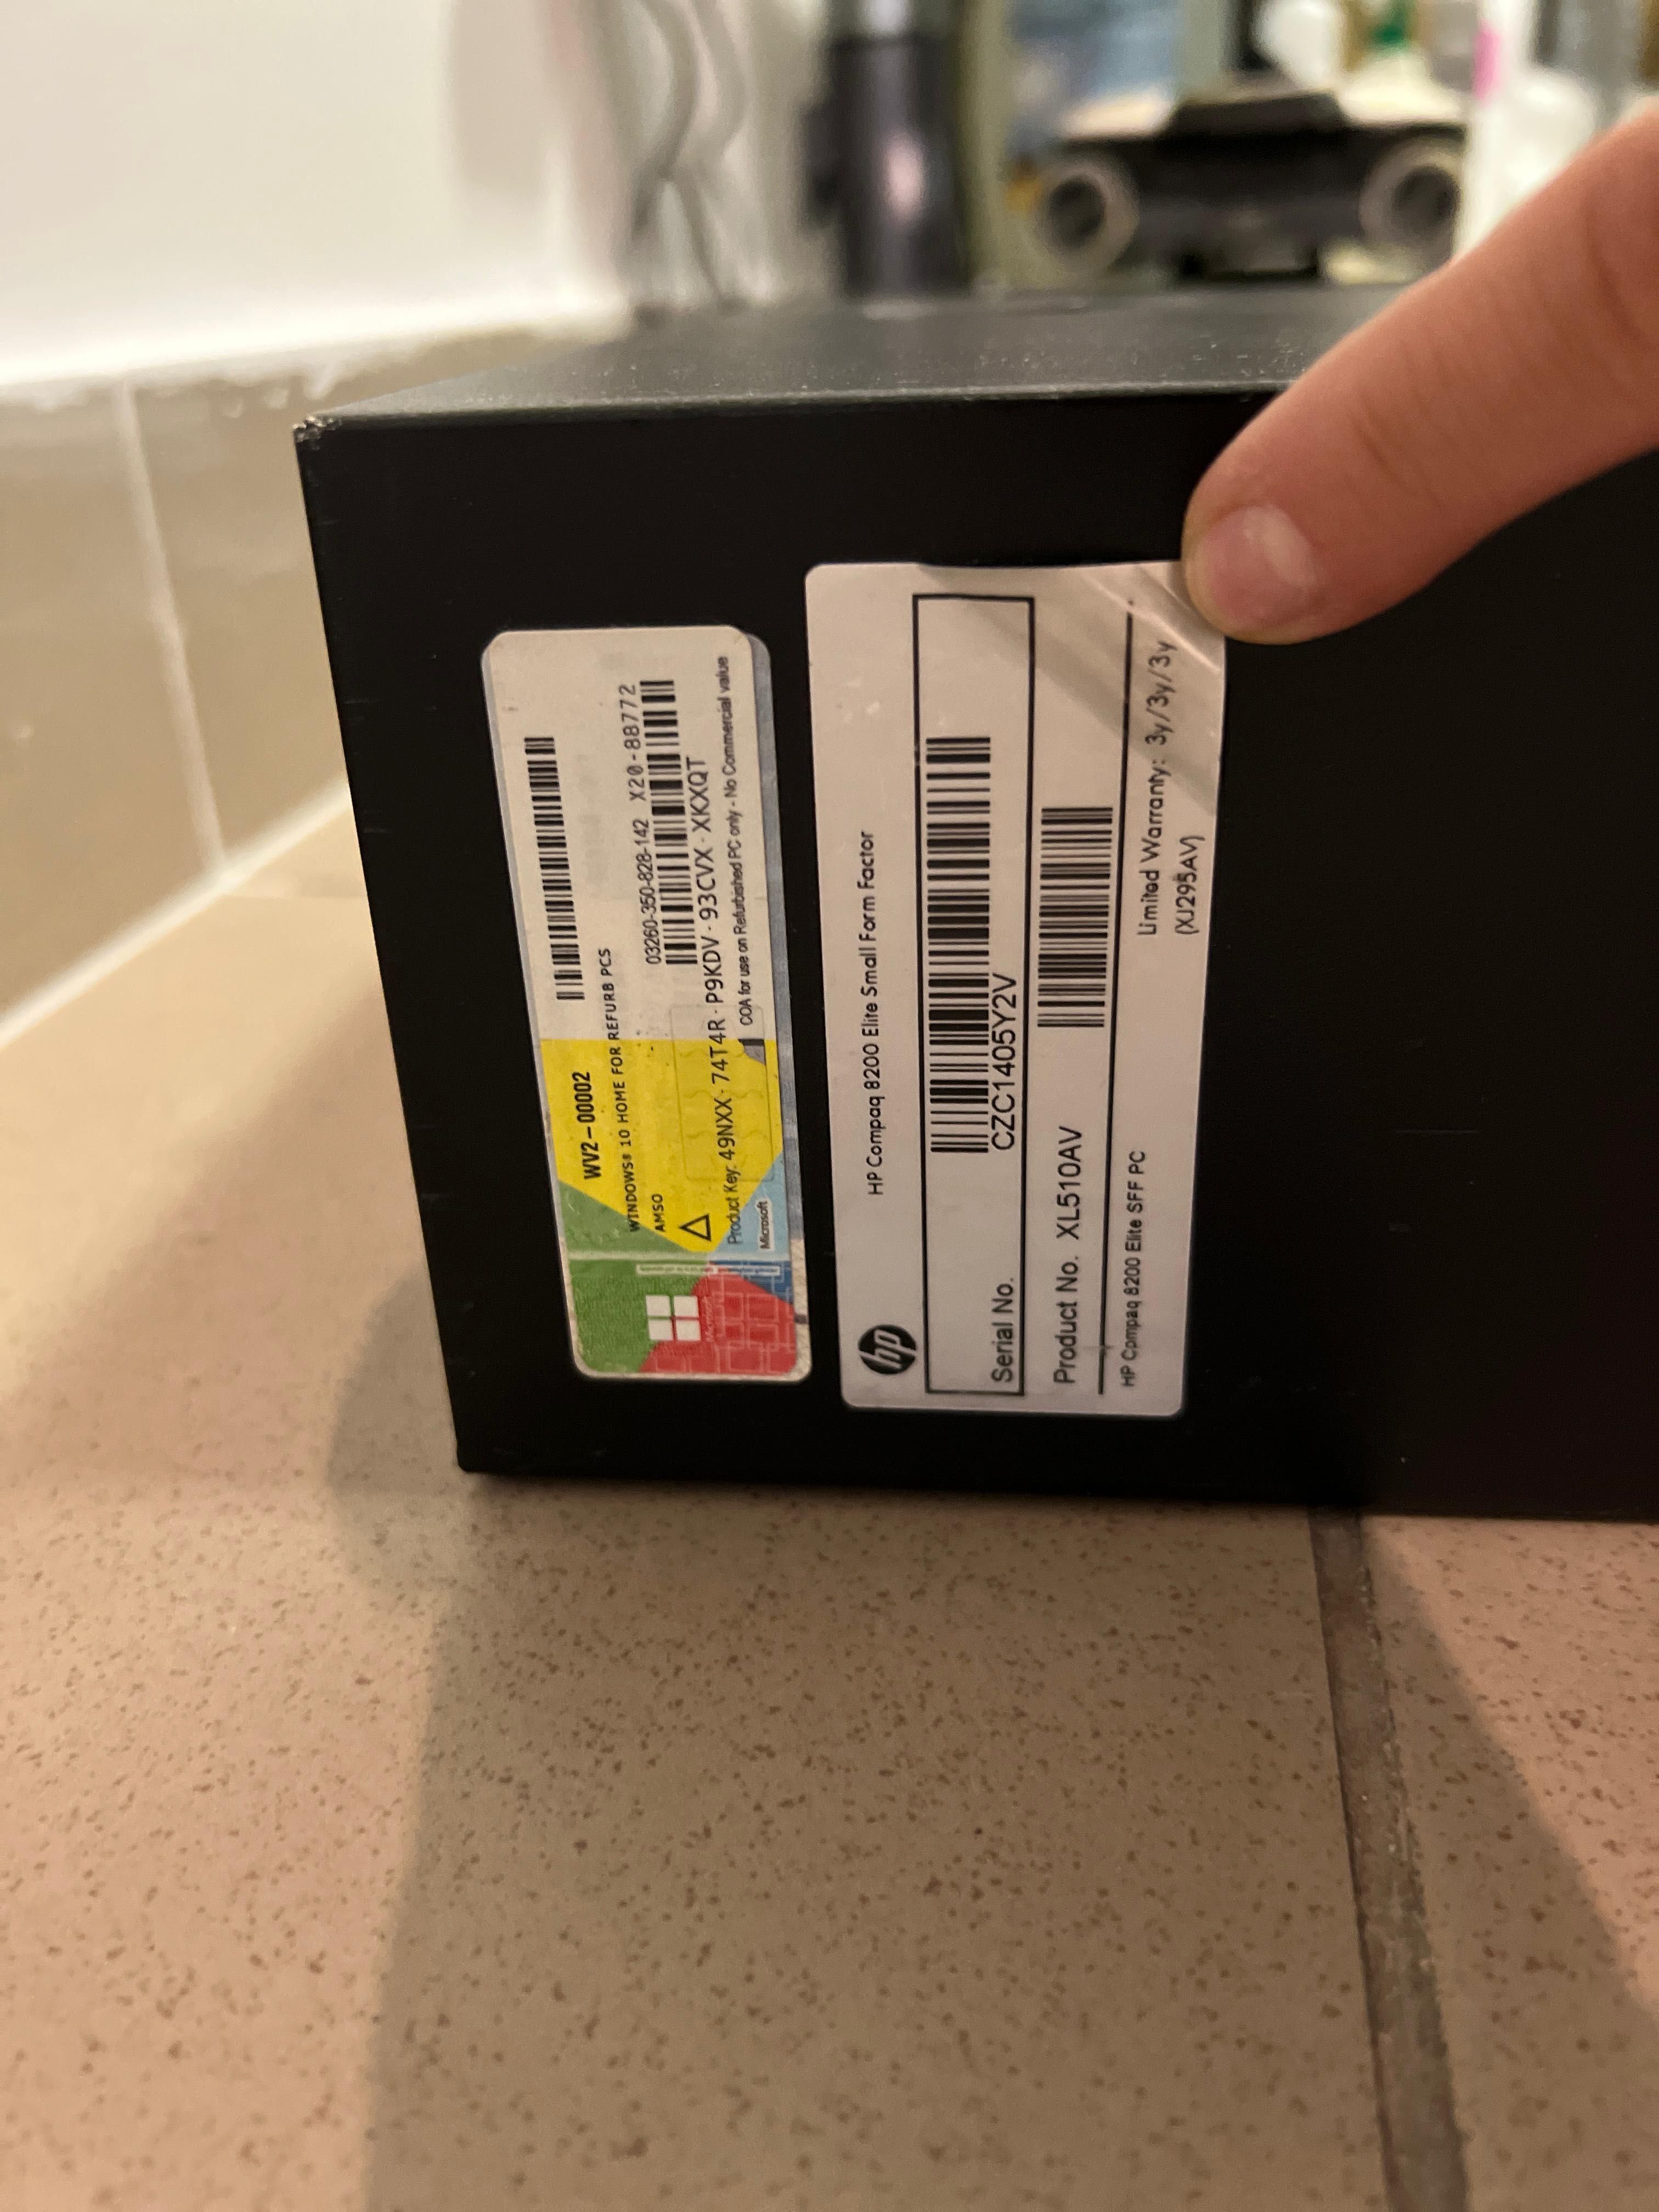 WV2-00002
WINDOWS® 10 HOME FOR REFURB PCS
AMSO
03260-350-828-142 X20-88772
Product Key: 49NXX-74T4R-P9KDV-93CVX-XKXQT
Microsoft
COA for use on Refurbished PC only - No Commercial value
hp
HP Compaq 8200 Elite Small Form Factor
Serial No. CZC1405Y2V
Product No. XL510AV
HP Compaq 8200 Elite SFF PC
Limited Warranty: 3y/3y/3y
(XJ295AV)